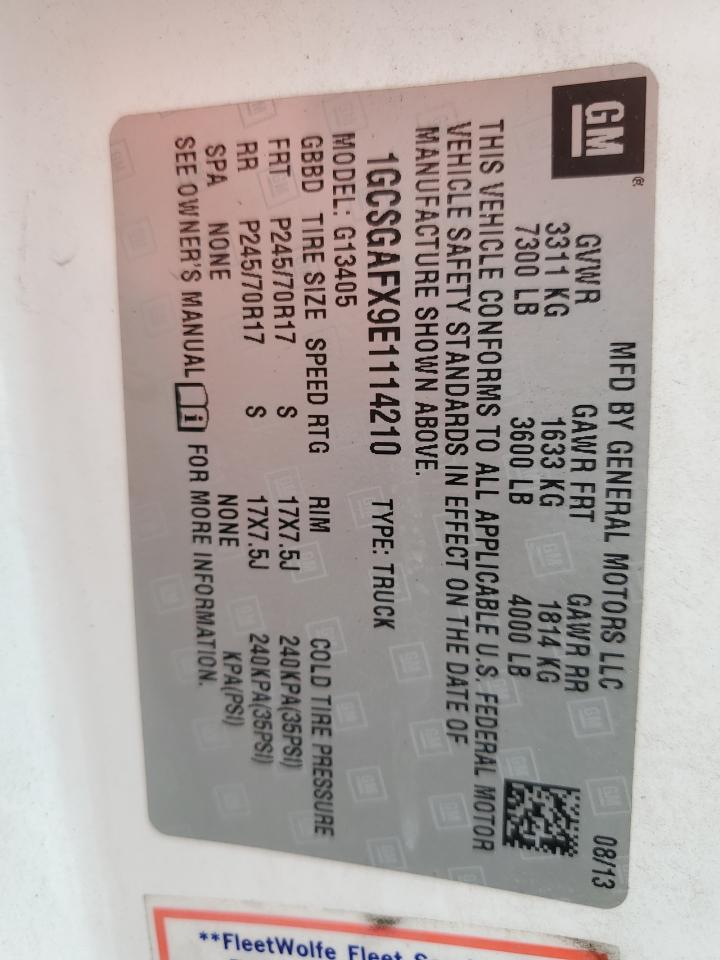 GM®
MFD BY GENERAL MOTORS LLC 08/13
GVWR GAWR FRT GAWR RR
3311 KG 1633 KG 1814 KG
7300 LB 3600 LB 4000 LB
THIS VEHICLE CONFORMS TO ALL APPLICABLE U.S. FEDERAL MOTOR
VEHICLE SAFETY STANDARDS IN EFFECT ON THE DATE OF
MANUFACTURE SHOWN ABOVE.
1GCSGAFX9E1114210 TYPE: TRUCK
MODEL: G13405
GBBD TIRE SIZE SPEED RTG RIM COLD TIRE PRESSURE
FRT P245/70R17 S 17X7.5J 240KPA(35PSI)
RR P245/70R17 S 17X7.5J 240KPA(35PSI)
SPA NONE NONE KPA(PSI)
SEE OWNER'S MANUAL i FOR MORE INFORMATION.
**FleetWolfe Fleet